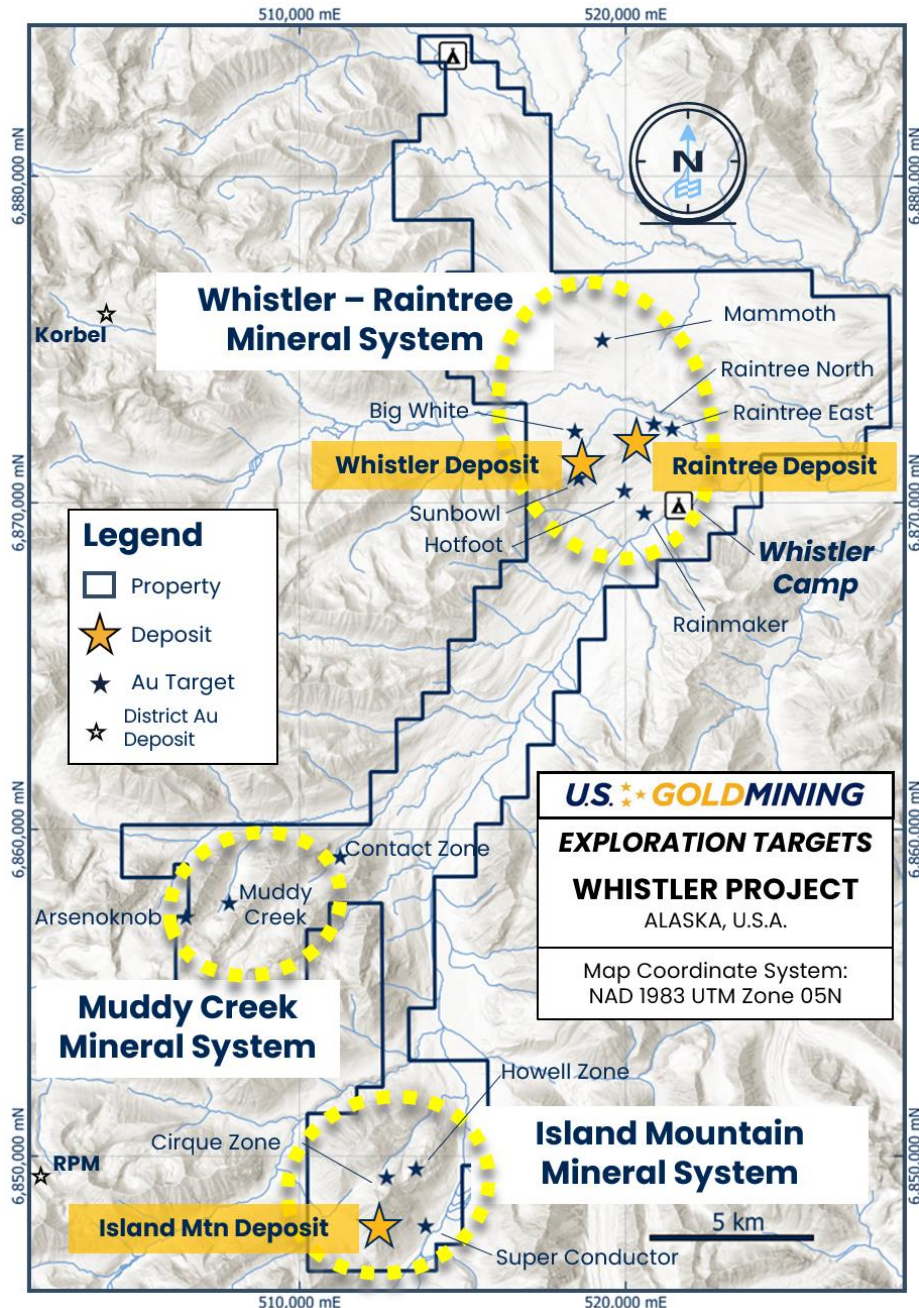 510,000 mE
520,000 mE
6,880,000 mN
6,880,000 mN
N
Whistler – Raintree
Mineral System
Korbel
Mammoth
Raintree North
Big White
Raintree East
Whistler Deposit
Raintree Deposit
6,870,000 mN
6,870,000 mN
Sunbowl
Hotfoot
Whistler
Camp
Rainmaker
Legend
Property
Deposit
Au Target
District Au
Deposit
U.S. GOLDMINING
EXPLORATION TARGETS
WHISTLER PROJECT
ALASKA, U.S.A.
Map Coordinate System:
NAD 1983 UTM Zone 05N
6,860,000 mN
6,860,000 mN
Contact Zone
Muddy
Creek
Arsenoknob
Muddy Creek
Mineral System
Howell Zone
Cirque Zone
Island Mountain
Mineral System
6,850,000 mN
6,850,000 mN
RPM
Island Mtn Deposit
5 km
Super Conductor
510,000 mE
520,000 mE